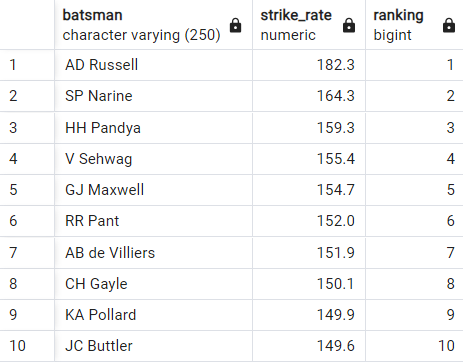 batsman strike_rate ranking
character varying (250) numeric bigint
1 AD Russell 182.3 1
2 SP Narine 164.3 2
3 HH Pandya 159.3 3
4 V Sehwag 155.4 4
5 GJ Maxwell 154.7 5
6 RR Pant 152.0 6
7 AB de Villiers 151.9 7
8 CH Gayle 150.1 8
9 KA Pollard 149.9 9
10 JC Buttler 149.6 10